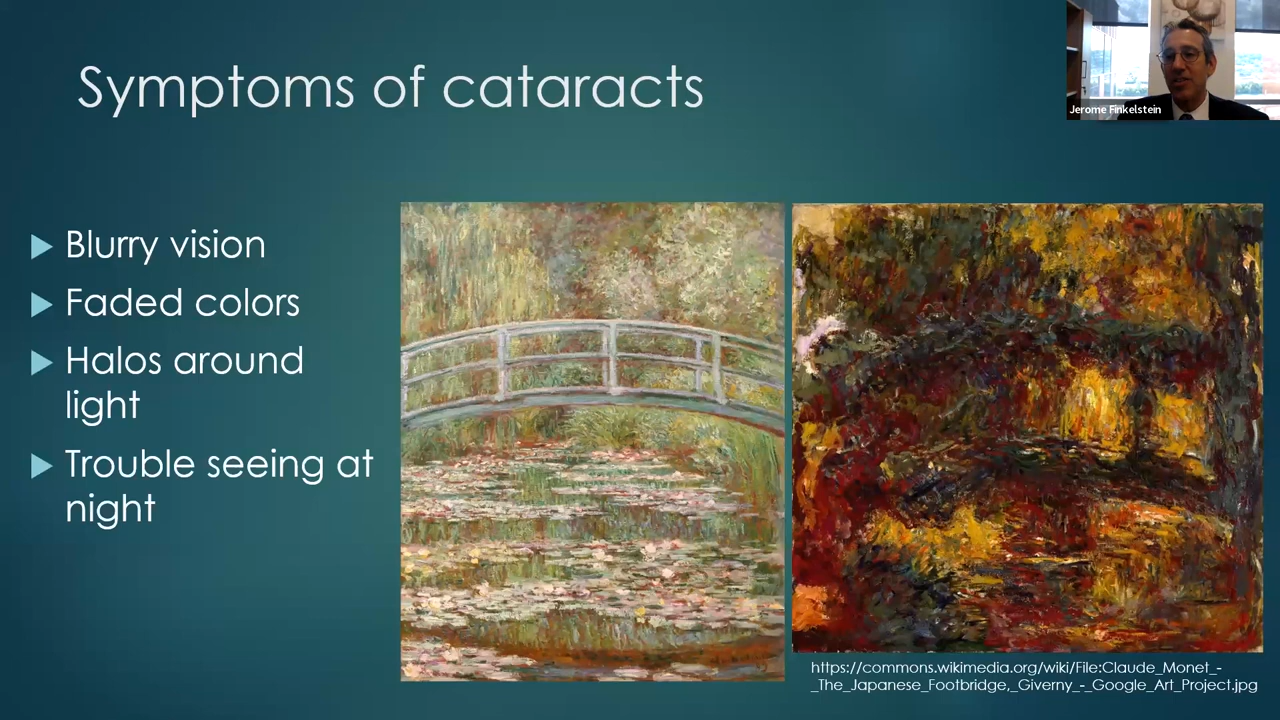 Symptoms of cataracts
Jerome Finkelstein
Blurry vision
Faded colors
Halos around
light
Trouble seeing at
night
https://commons.wikimedia.org/wiki/File:Claude_Monet_-
_The_Japanese_Footbridge,_Giverny_-_Google_Art_Project.jpg